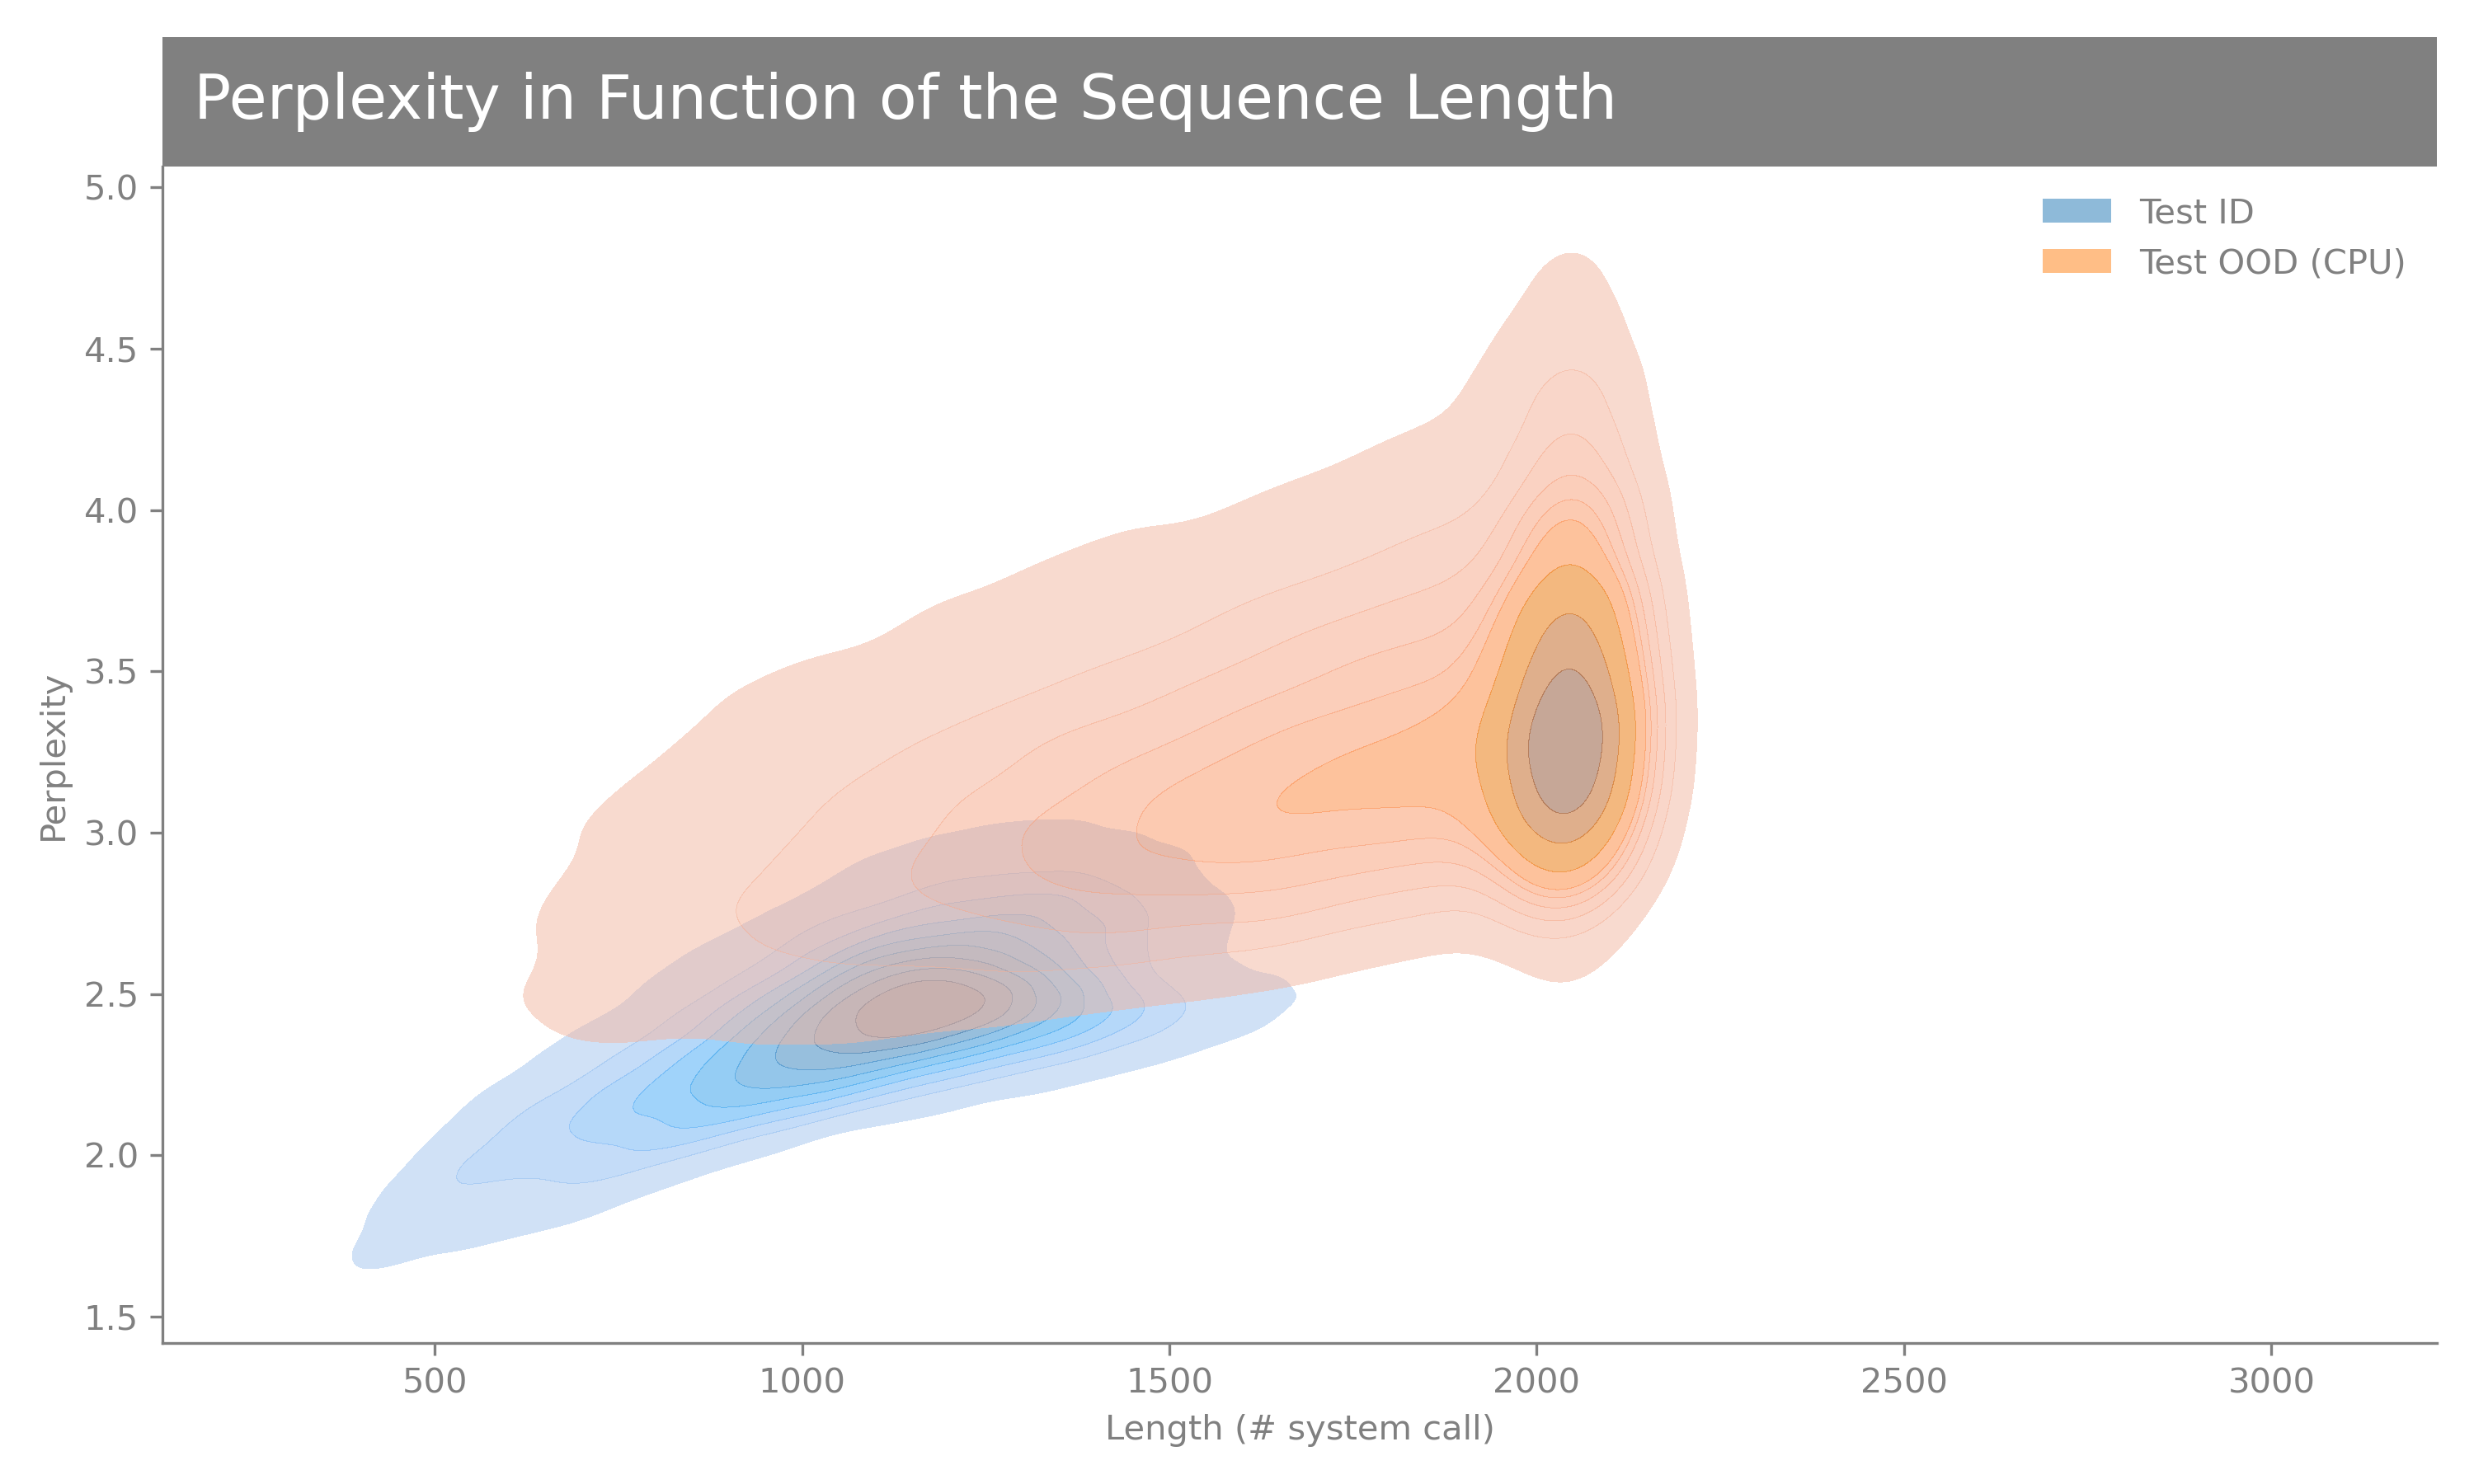 Perplexity in Function of the Sequence Length
Test ID
Test OOD (CPU)
Perplexity
5.0
4.5
4.0
3.5
3.0
2.5
2.0
1.5
500 1000 1500 2000 2500 3000
Length (# system call)